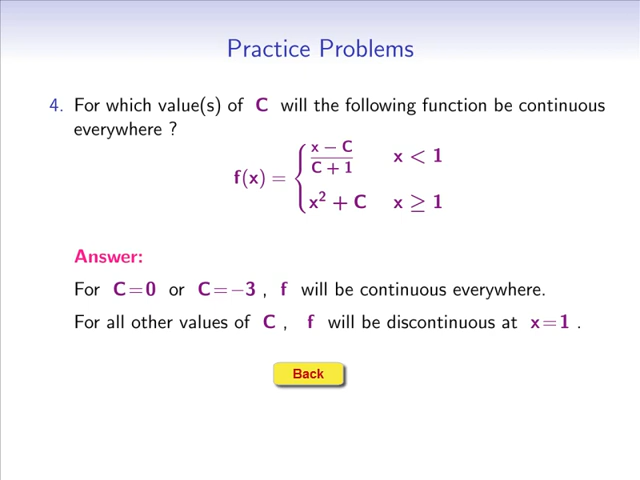 Practice Problems
4. For which value(s) of C will the following function be continuous
everywhere ?
f(x) = { x − C / C + 1    x < 1
x² + C    x ≥ 1
Answer:
For C=0 or C=−3 , f will be continuous everywhere.
For all other values of C , f will be discontinuous at x=1 .
Back